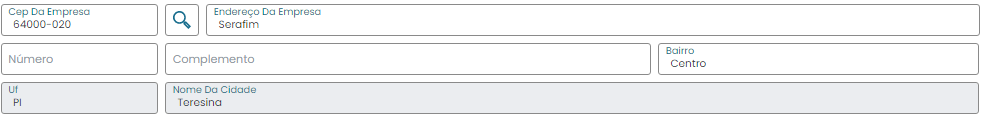 Cep Da Empresa
64000-020
Endereço Da Empresa
Serafim
Número
Complemento
Bairro
Centro
Uf
PI
Nome Da Cidade
Teresina